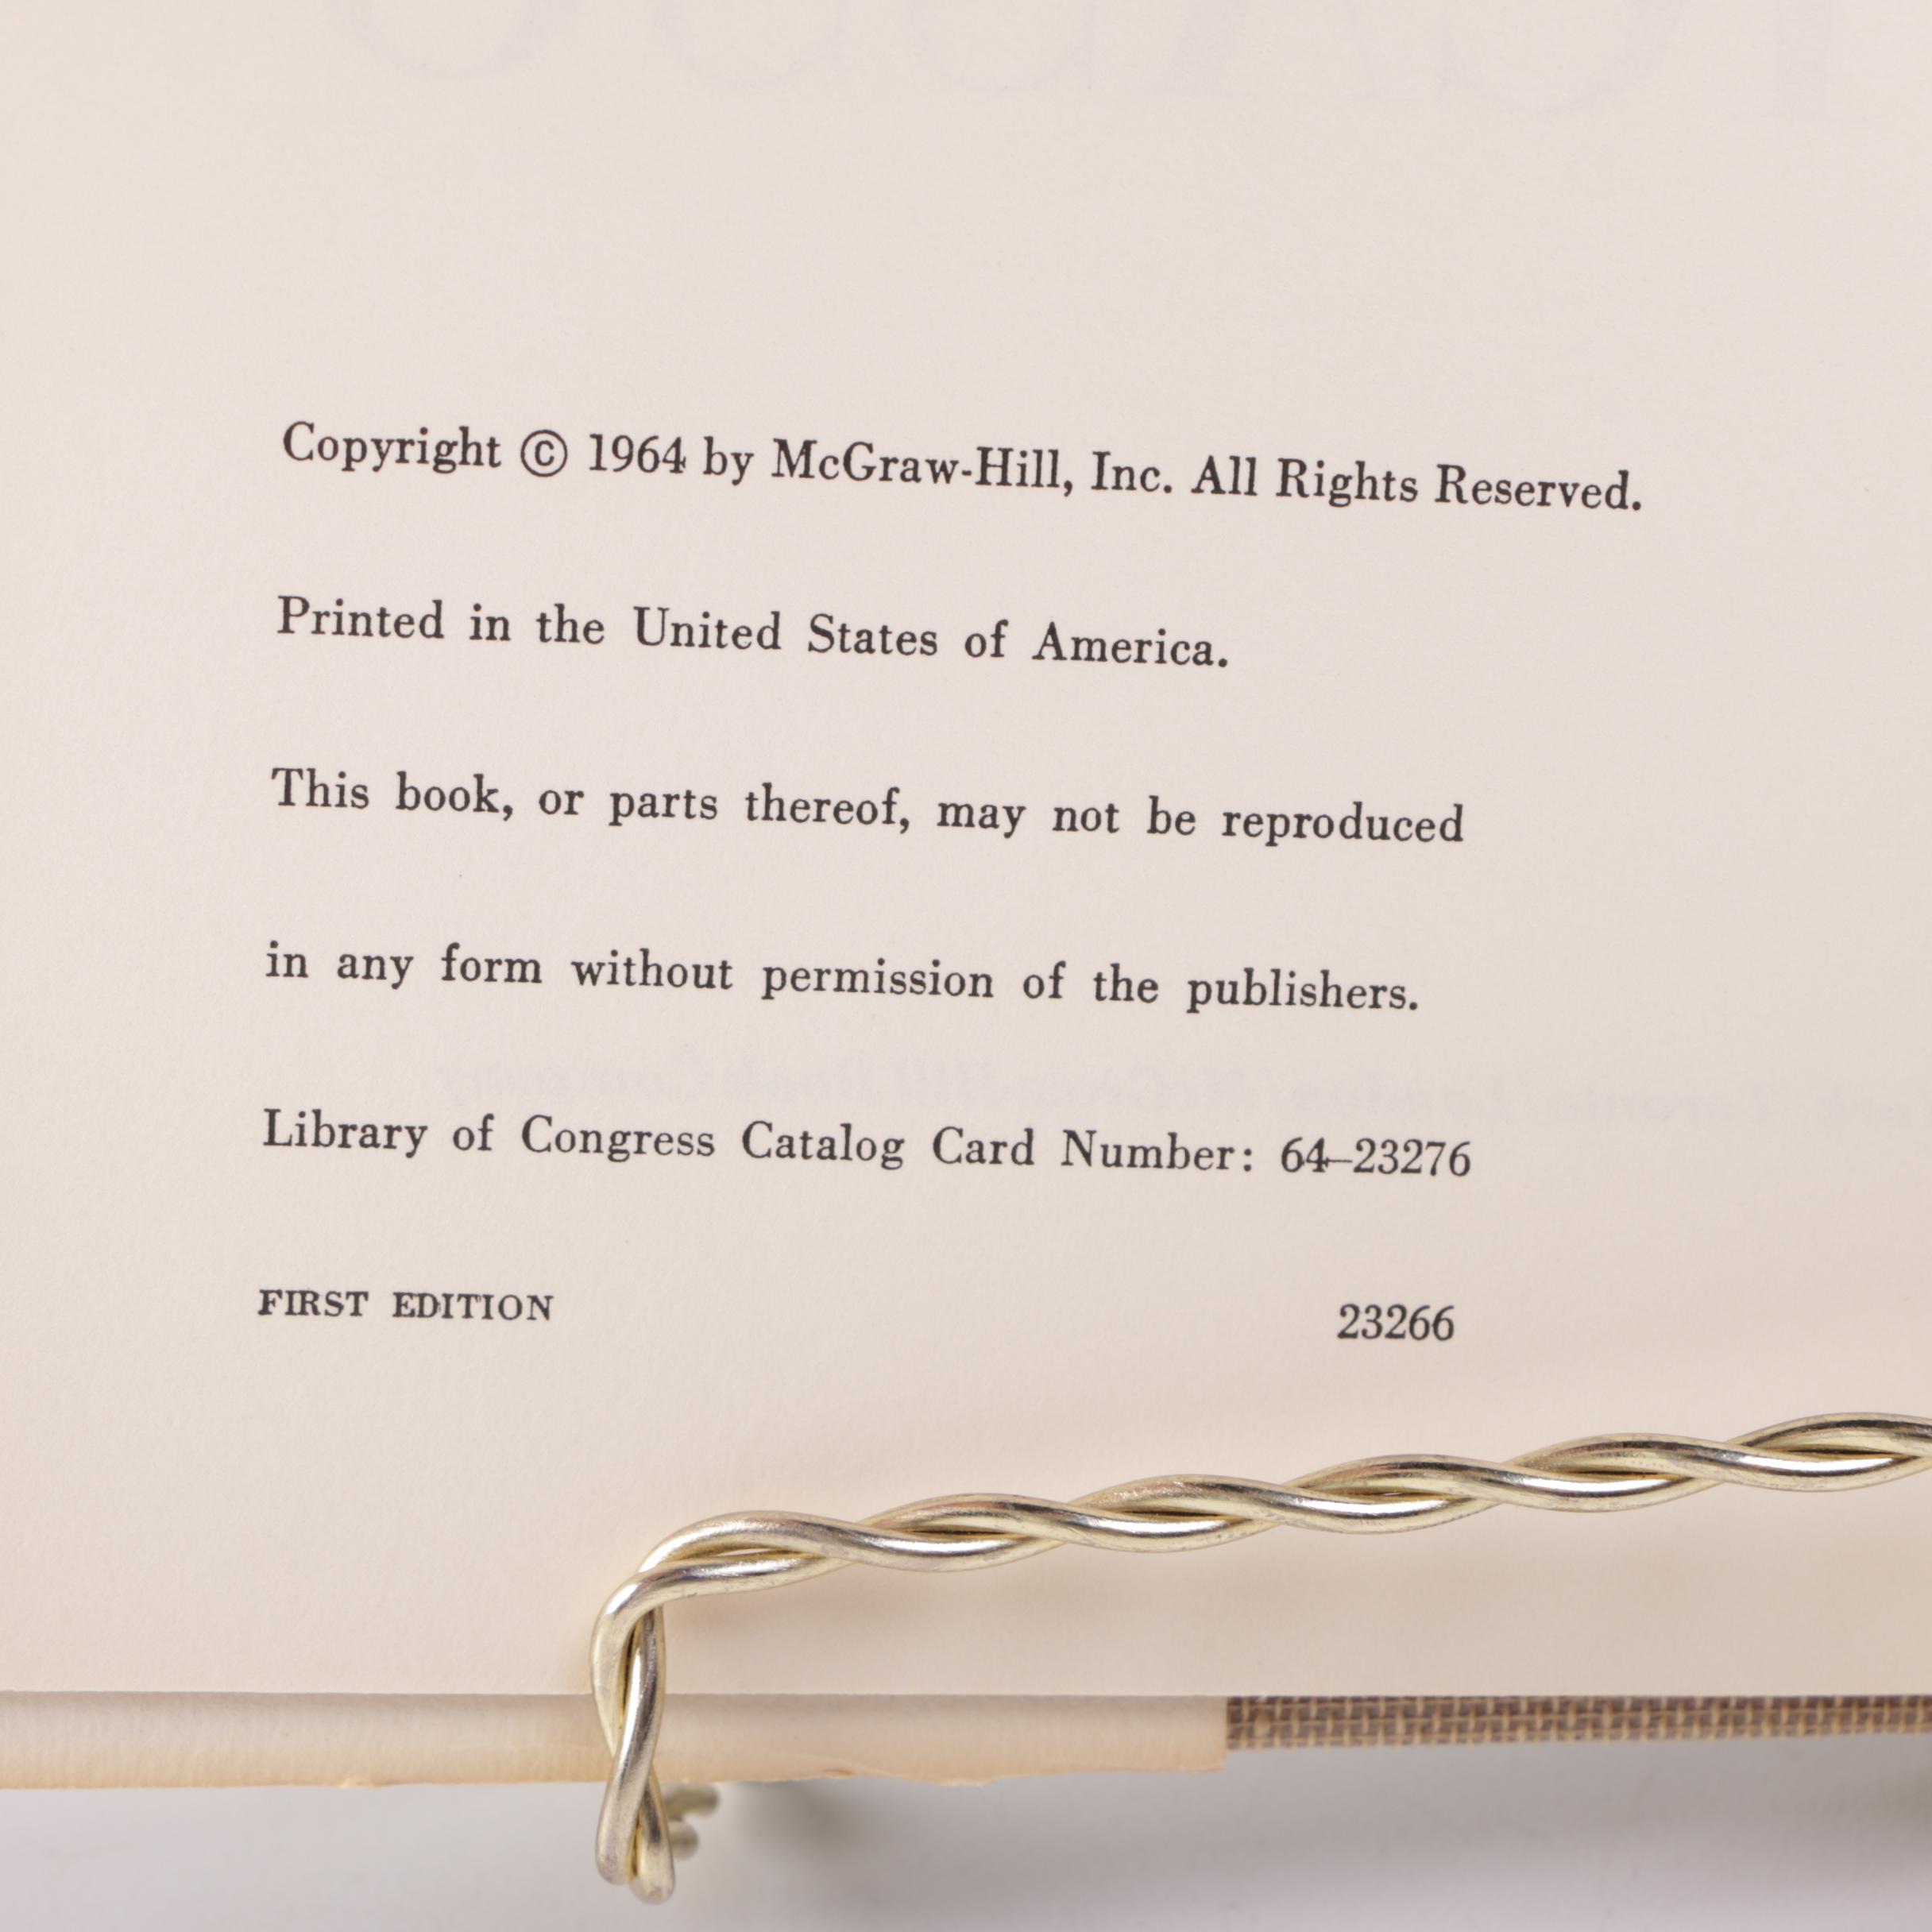 Copyright © 1964 by McGraw-Hill, Inc. All Rights Reserved.
Printed in the United States of America.
This book, or parts thereof, may not be reproduced
in any form without permission of the publishers.
Library of Congress Catalog Card Number: 64–23276
FIRST EDITION 23266